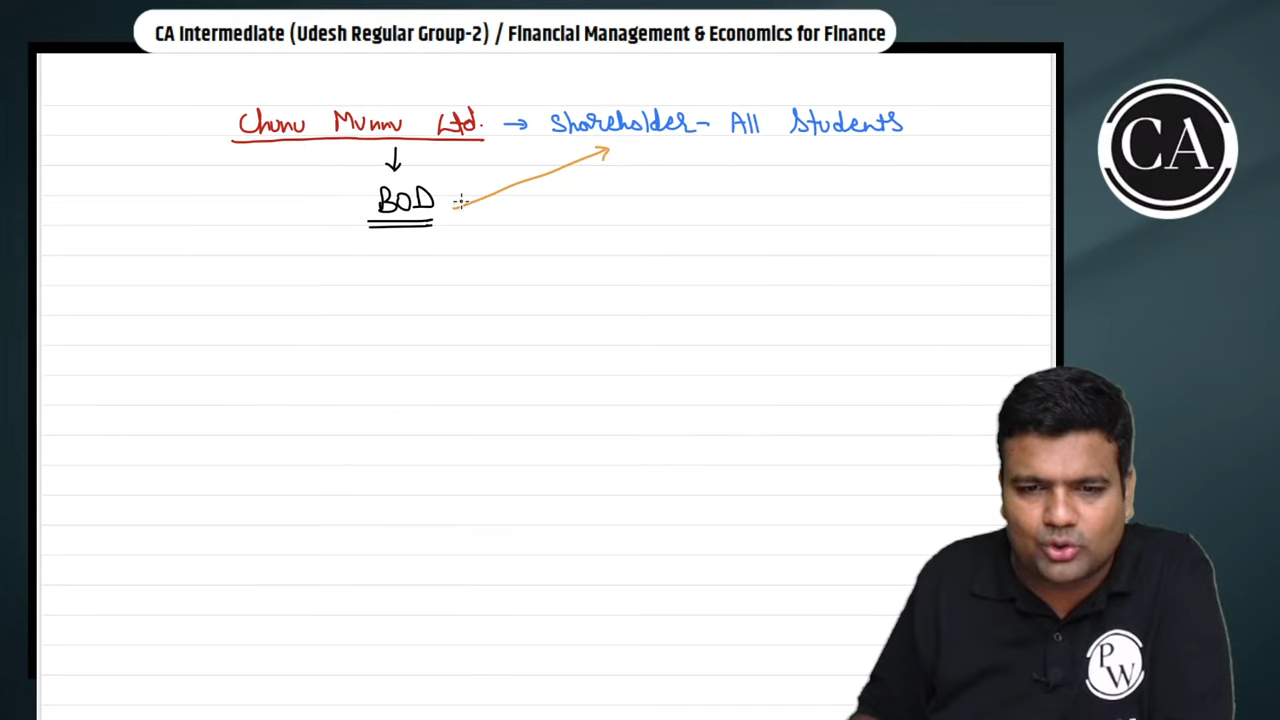 CA Intermediate (Udesh Regular Group-2) / Financial Management & Economics for Finance
Chunu Munnu Ltd. → Shareholder - All Students
BOD
CA
PW